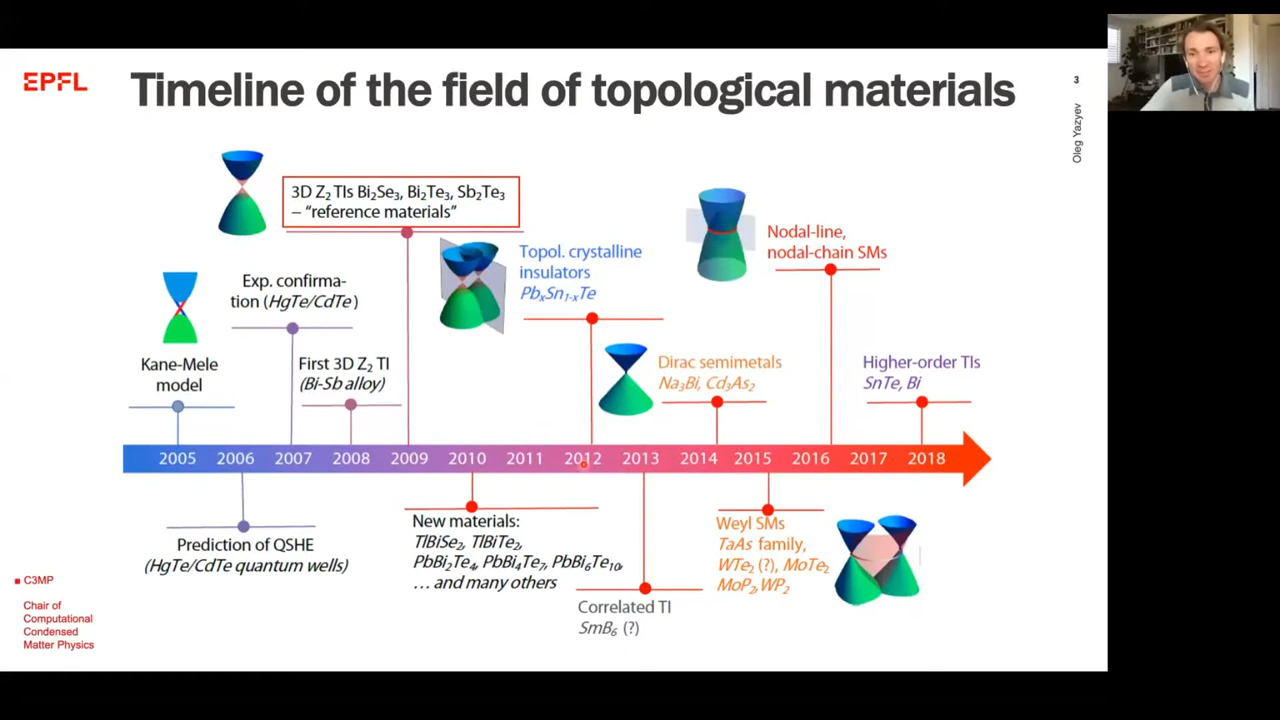 EPFL
Timeline of the field of topological materials
3
Oleg Yazyev
3D Z₂ TIs Bi₂Se₃, Bi₂Te₃, Sb₂Te₃
– “reference materials”
Topol. crystalline
insulators
PbₓSn₁₋ₓTe
Nodal-line,
nodal-chain SMs
Exp. confirma-
tion (HgTe/CdTe)
Kane-Mele
model
First 3D Z₂ TI
(Bi-Sb alloy)
Dirac semimetals
Na₃Bi, Cd₃As₂
Higher-order TIs
SnTe, Bi
2005 2006 2007 2008 2009 2010 2011 2012 2013 2014 2015 2016 2017 2018
Prediction of QSHE
(HgTe/CdTe quantum wells)
New materials:
TlBiSe₂, TlBiTe₂,
PbBi₂Te₄, PbBi₄Te₇, PbBi₆Te₁₀,
… and many others
Correlated TI
SmB₆ (?)
Weyl SMs
TaAs family,
WTe₂ (?), MoTe₂
MoP₂, WP₂
C3MP
Chair of
Computational
Condensed
Matter Physics